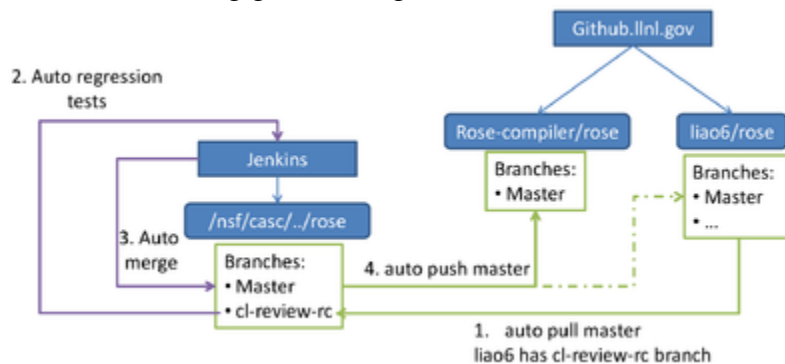 Github.llnl.gov
2. Auto regression
tests
Rose-compiler/rose
liao6/rose
Jenkins
Branches:
• Master
Branches:
• Master
• ...
/nsf/casc/../rose
3. Auto
merge
Branches:
• Master
• cl-review-rc
4. auto push master
1. auto pull master
liao6 has cl-review-rc branch